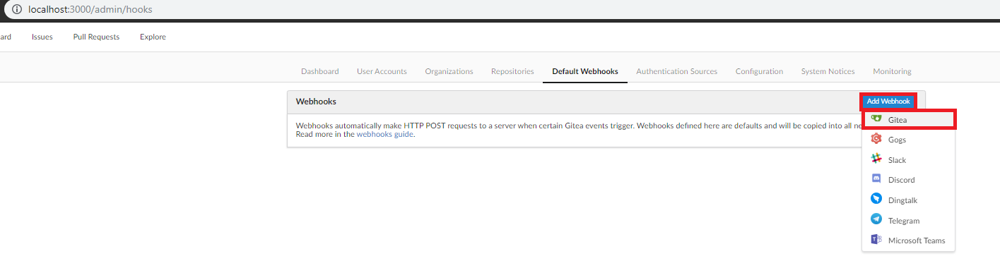 localhost:3000/admin/hooks
ard Issues Pull Requests Explore
Dashboard User Accounts Organizations Repositories Default Webhooks Authentication Sources Configuration System Notices Monitoring
Webhooks Add Webhook
Webhooks automatically make HTTP POST requests to a server when certain Gitea events trigger. Webhooks defined here are defaults and will be copied into all ne
Read more in the webhooks guide.
Gitea
Gogs
Slack
Discord
Dingtalk
Telegram
Microsoft Teams